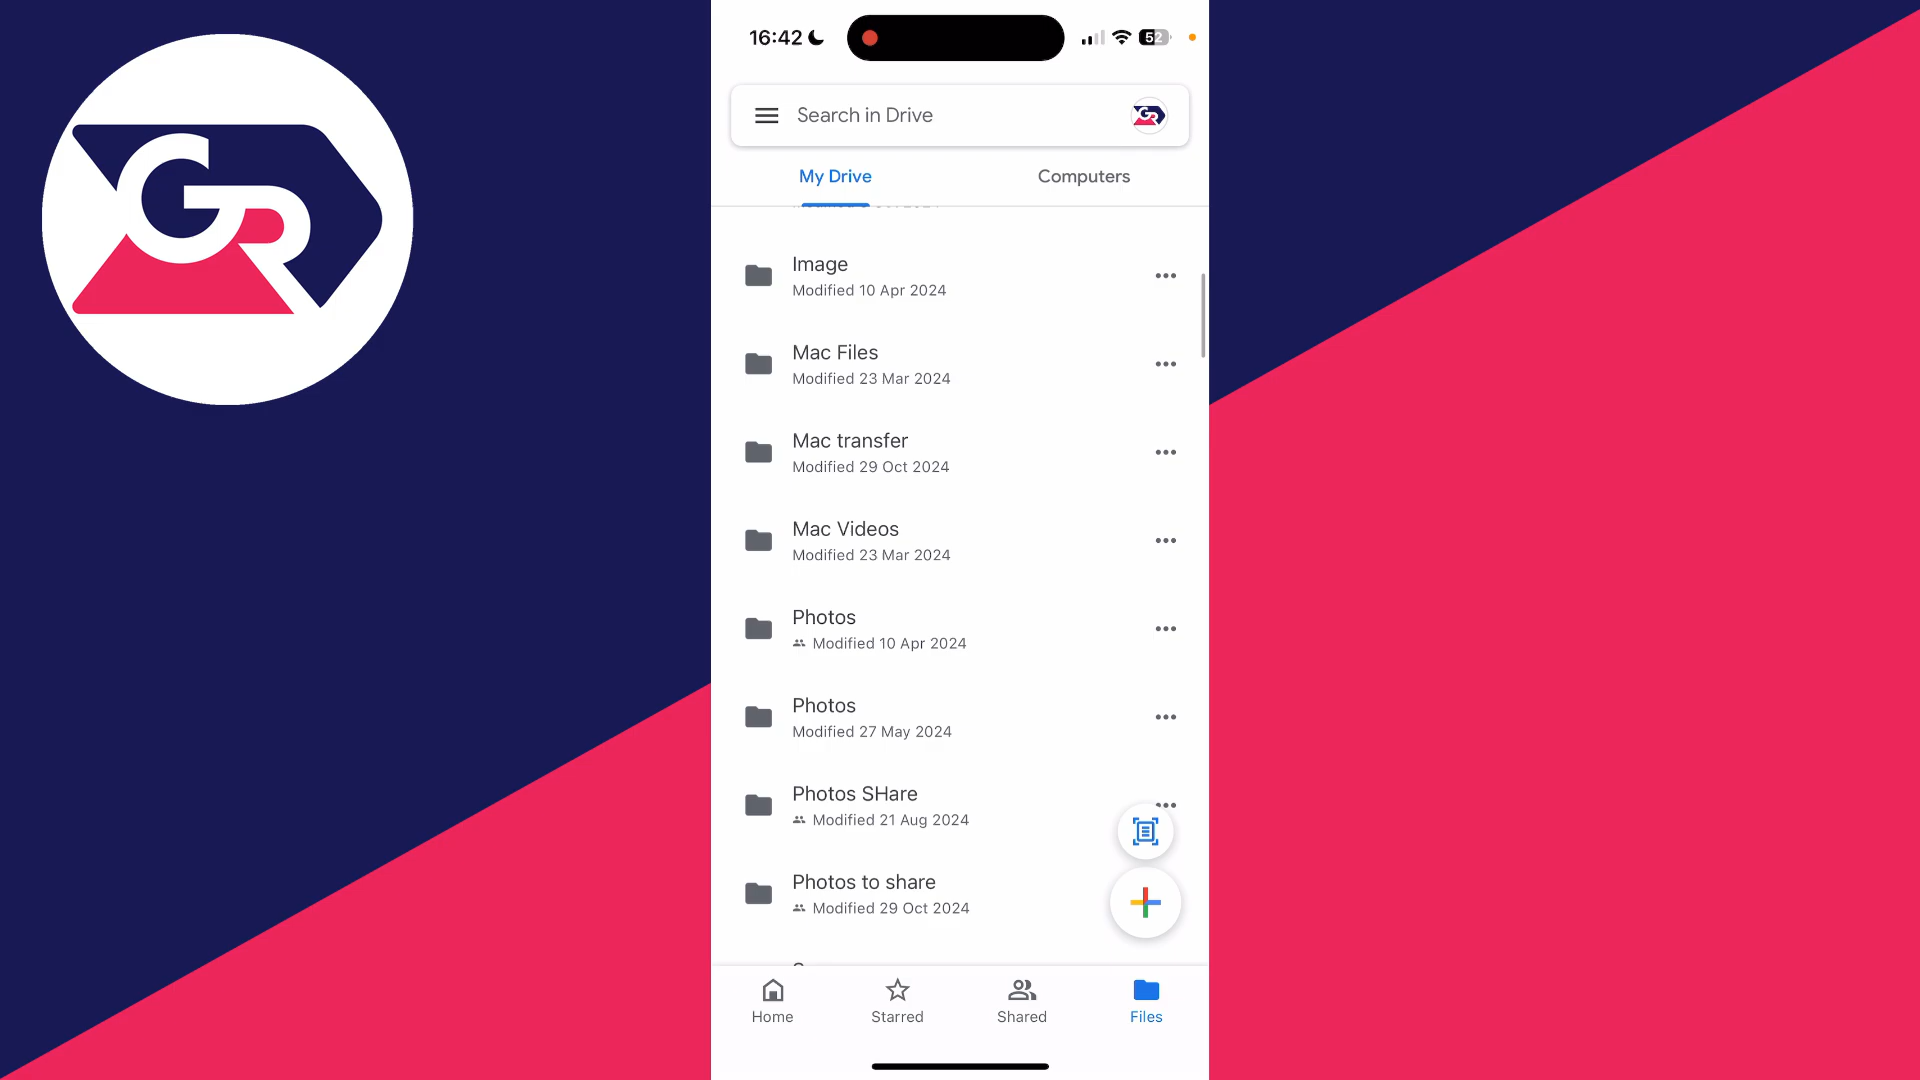 GR
16:42
52
Search in Drive
GR
My Drive
Computers
Image
Modified 10 Apr 2024
Mac Files
Modified 23 Mar 2024
Mac transfer
Modified 29 Oct 2024
Mac Videos
Modified 23 Mar 2024
Photos
Modified 10 Apr 2024
Photos
Modified 27 May 2024
Photos SHare
Modified 21 Aug 2024
Photos to share
Modified 29 Oct 2024
Home
Starred
Shared
Files